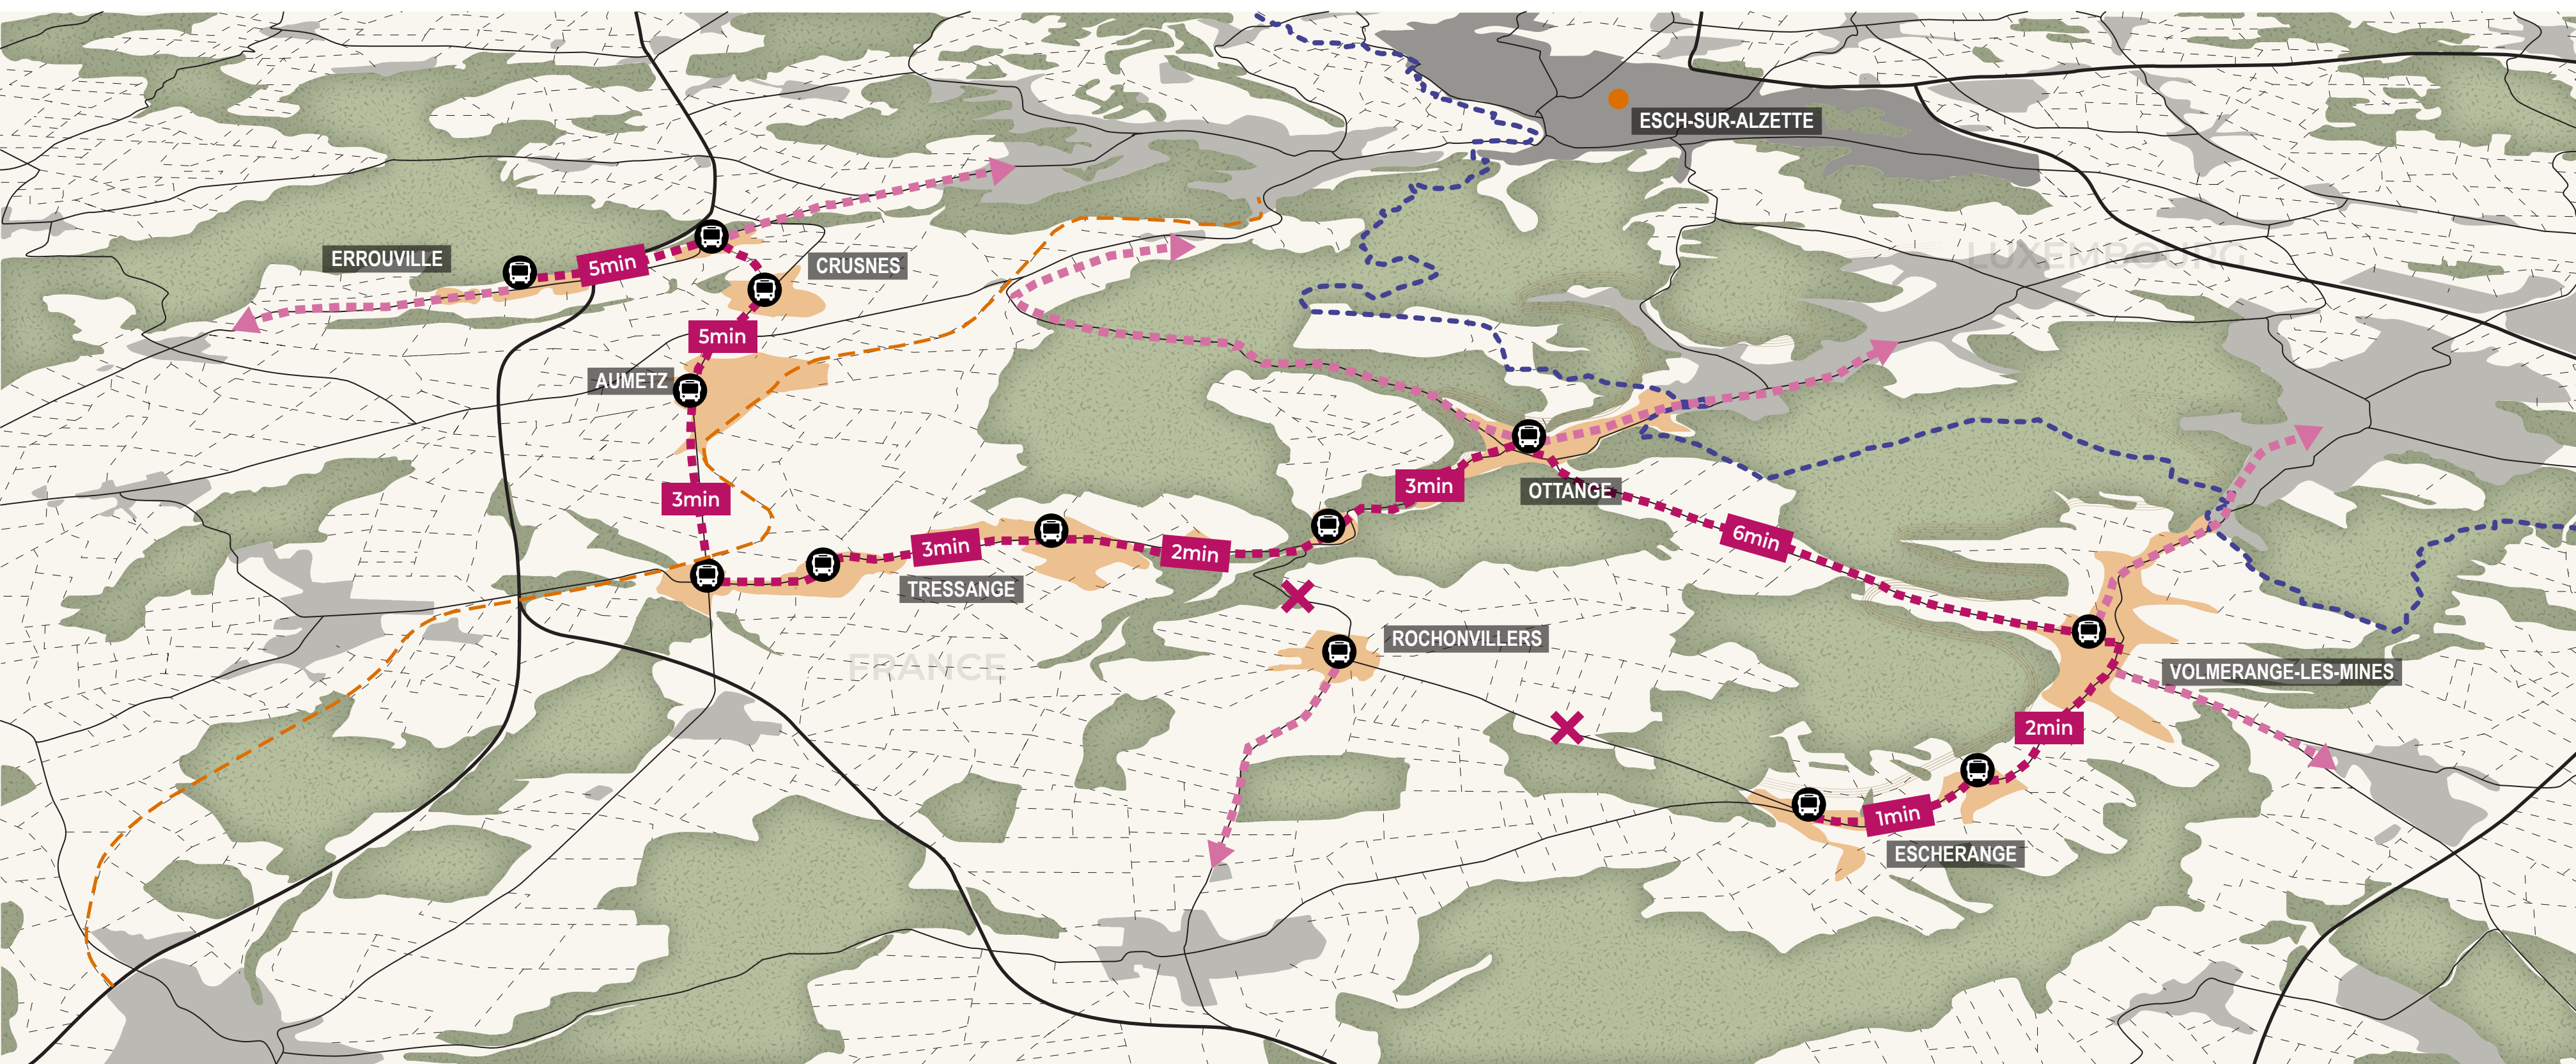 ESCH-SUR-ALZETTE
LUXEMBOURG
ERROUVILLE
5min
CRUSNES
5min
AUMETZ
3min
3min
OTTANGE
6min
3min
2min
TRESSANGE
ROCHONVILLERS
FRANCE
VOLMERANGE-LES-MINES
2min
1min
ESCHERANGE